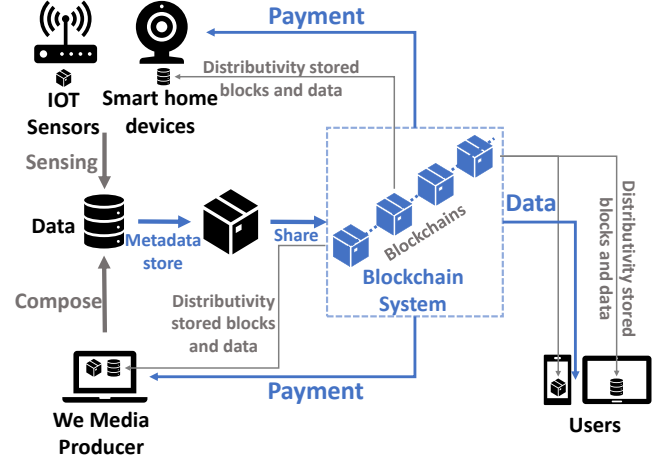 Payment
IOT
Sensors
Smart home
devices
Distributivity stored
blocks and data
Sensing
Data
Metadata
store
Share
Blockchains
Blockchain
System
Data
Distributivity stored
blocks and data
Compose
Distributivity
stored blocks
and data
Payment
We Media
Producer
Users